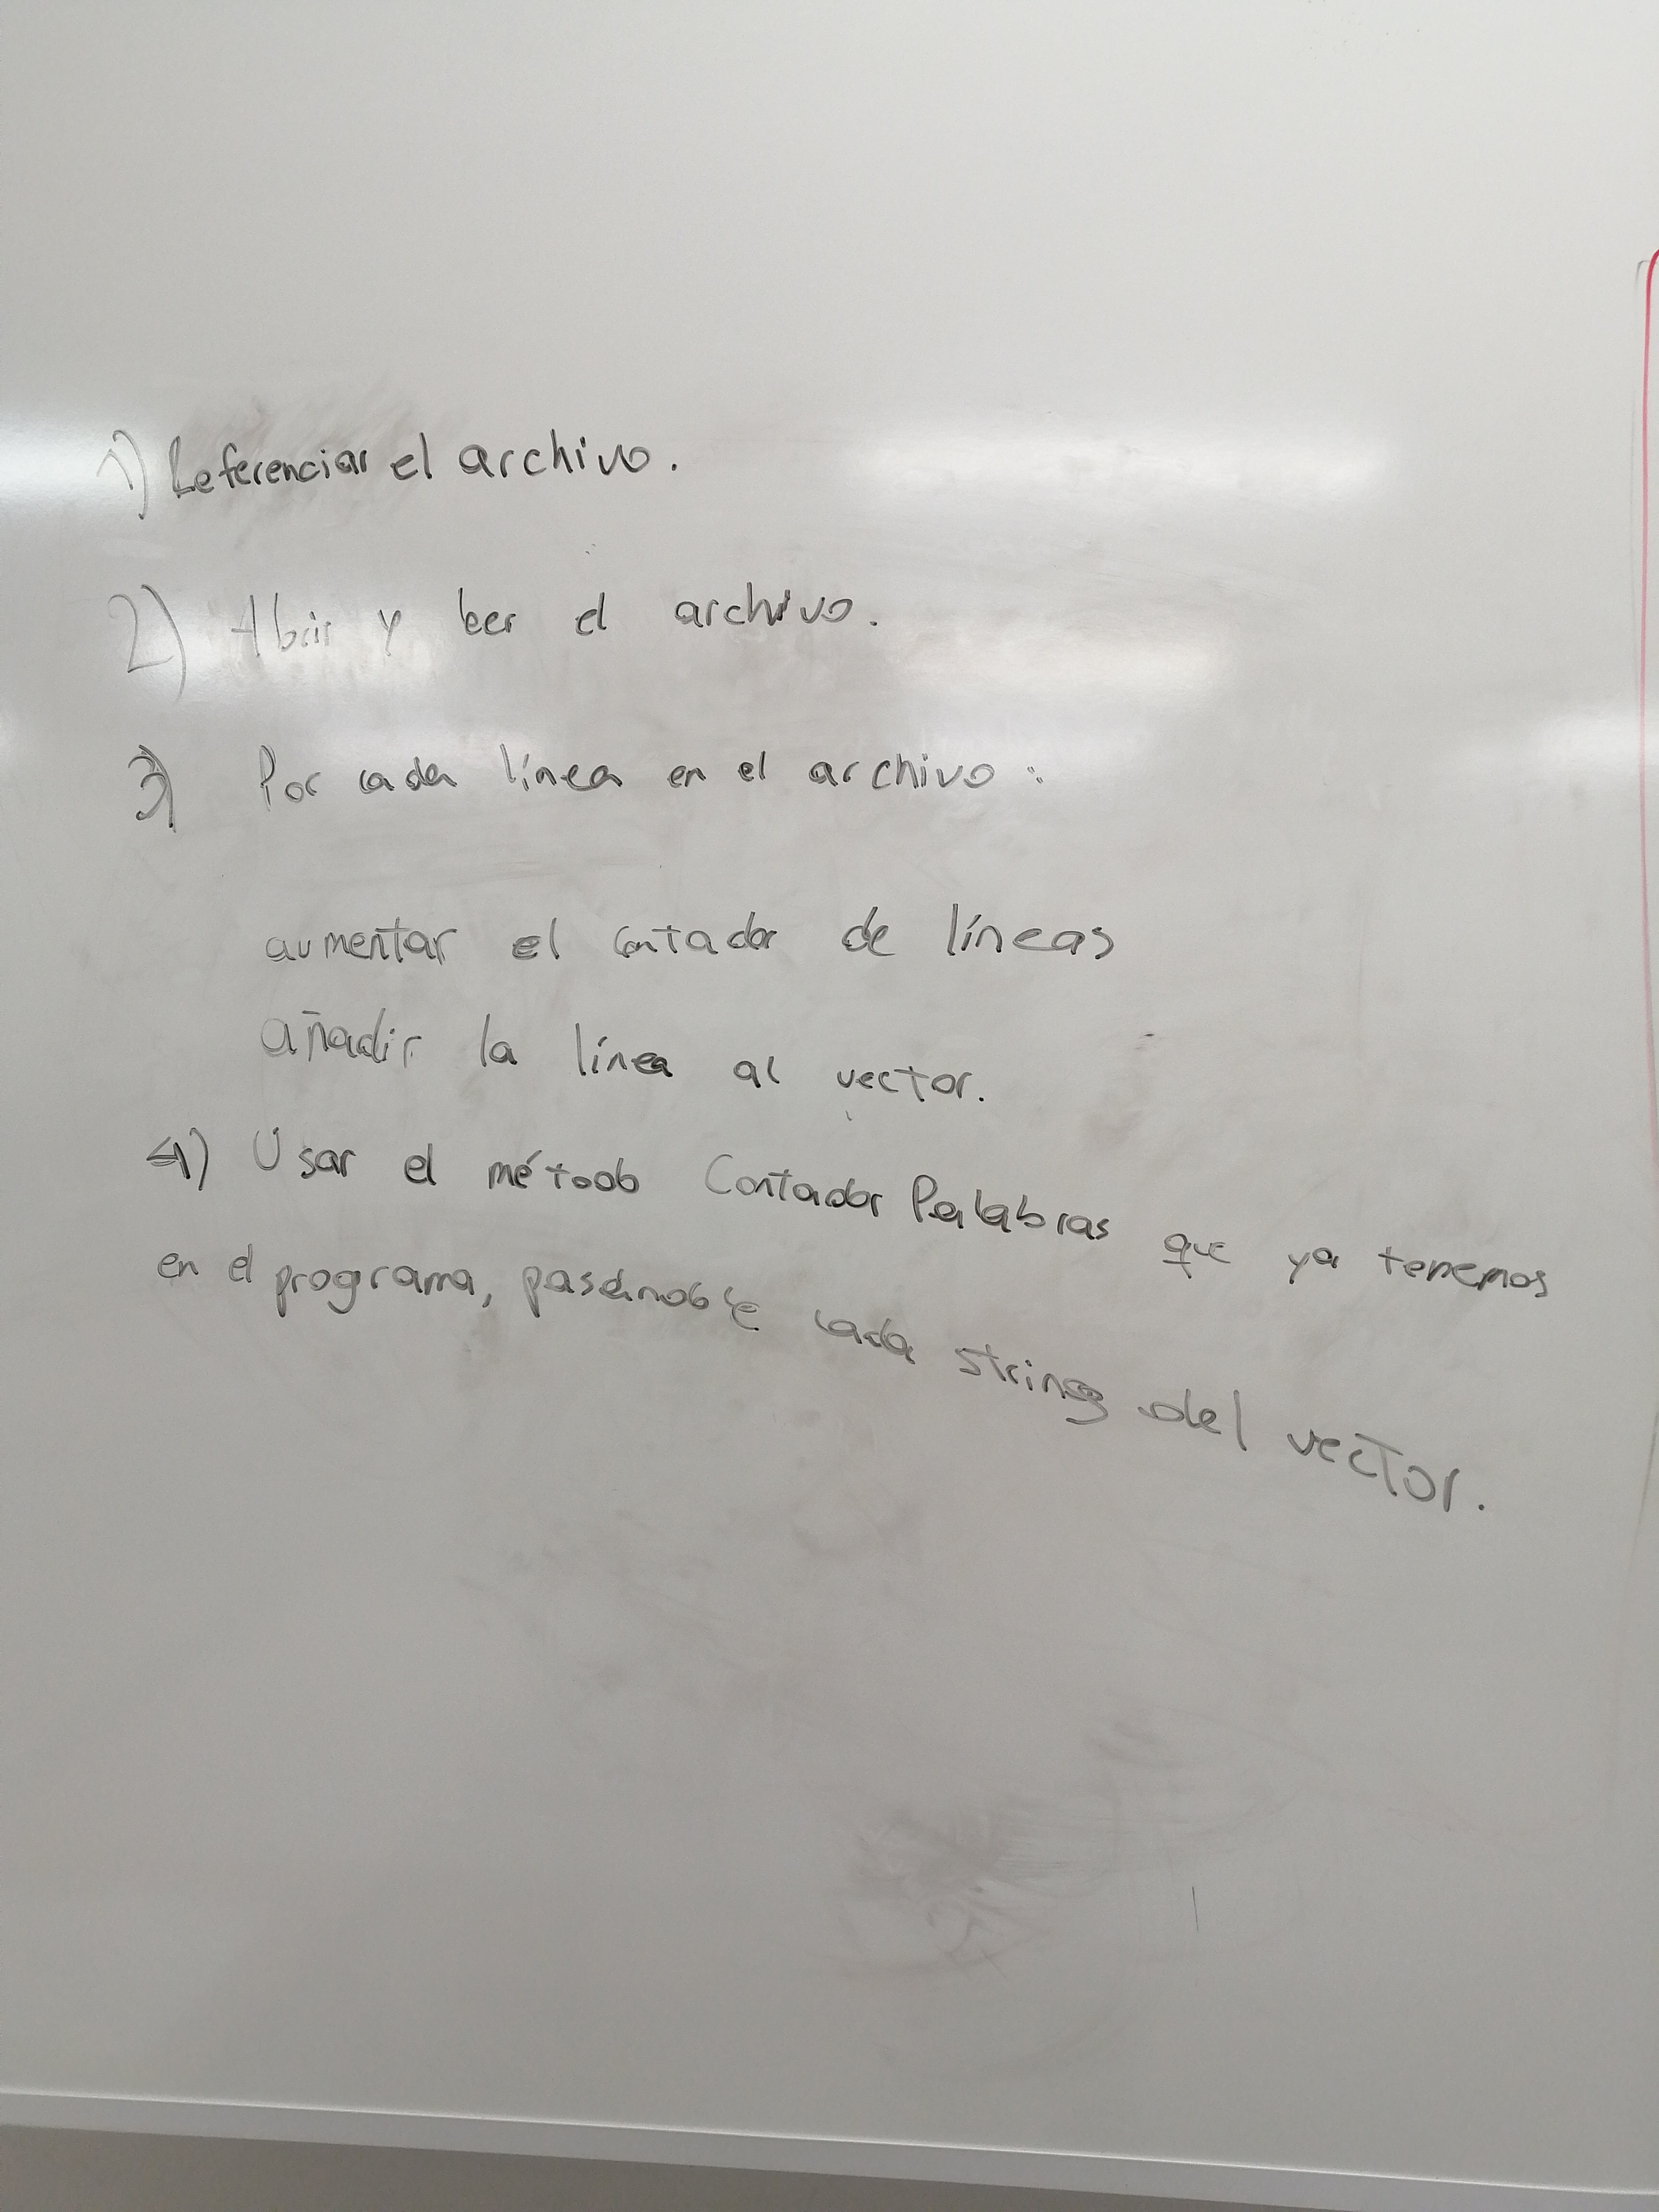 1) Referenciar el archivo.
2) Abrir y leer el archivo.
3) Por cada línea en el archivo:
aumentar el contador de líneas
añadir la línea al vector.
4) Usar el método Contador Palabras que ya tenemos
en el programa, pasándole cada string del vector.